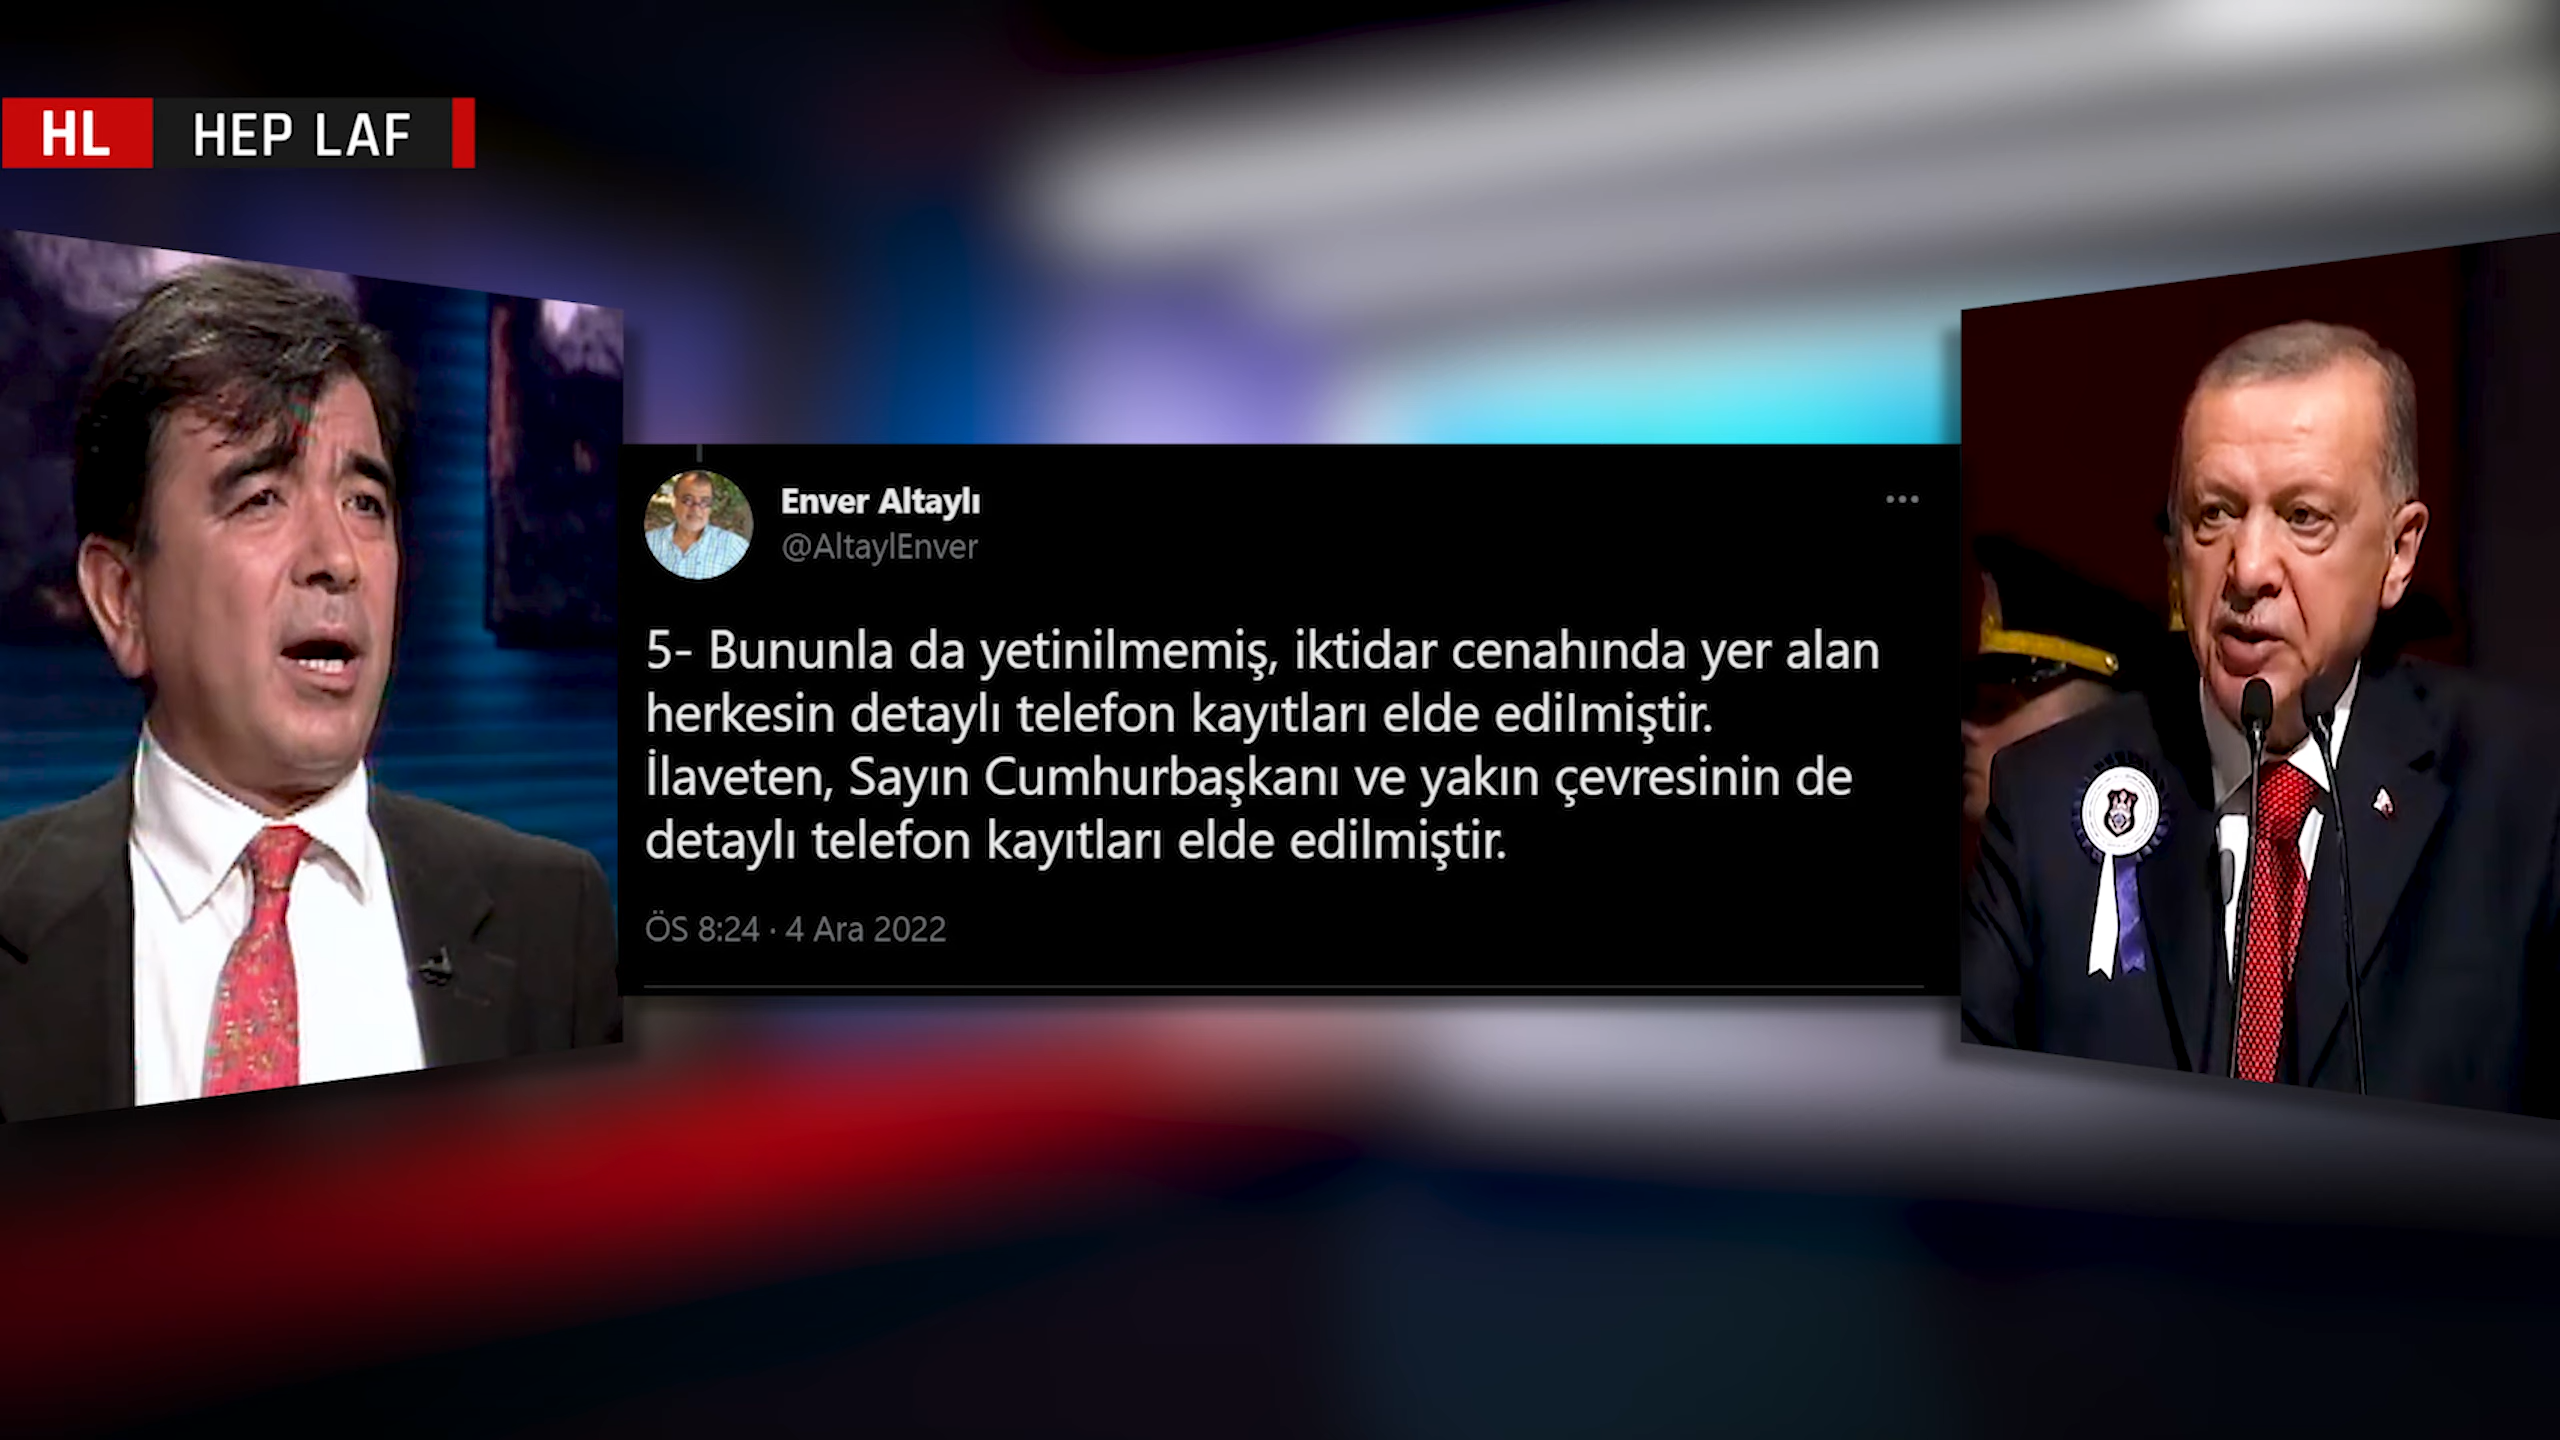 HL HEP LAF
Enver Altaylı
@AltaylEnver
5- Bununla da yetinilmemiş, iktidar cenahında yer alan
herkesin detaylı telefon kayıtları elde edilmiştir.
İlaveten, Sayın Cumhurbaşkanı ve yakın çevresinin de
detaylı telefon kayıtları elde edilmiştir.
ÖS 8:24 · 4 Ara 2022